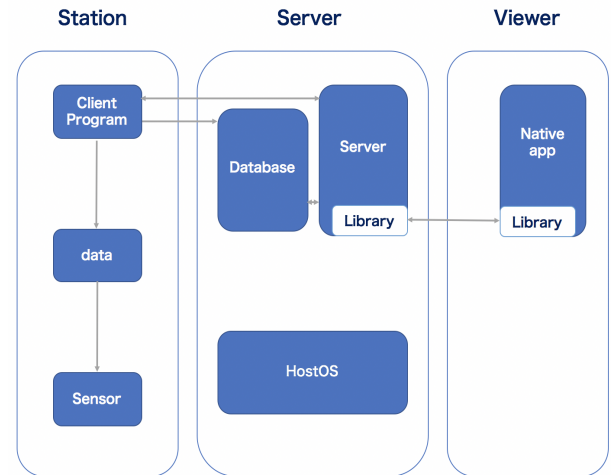 Station
Server
Viewer
Client
Program
Database
Server
Library
Native
app
Library
data
HostOS
Sensor